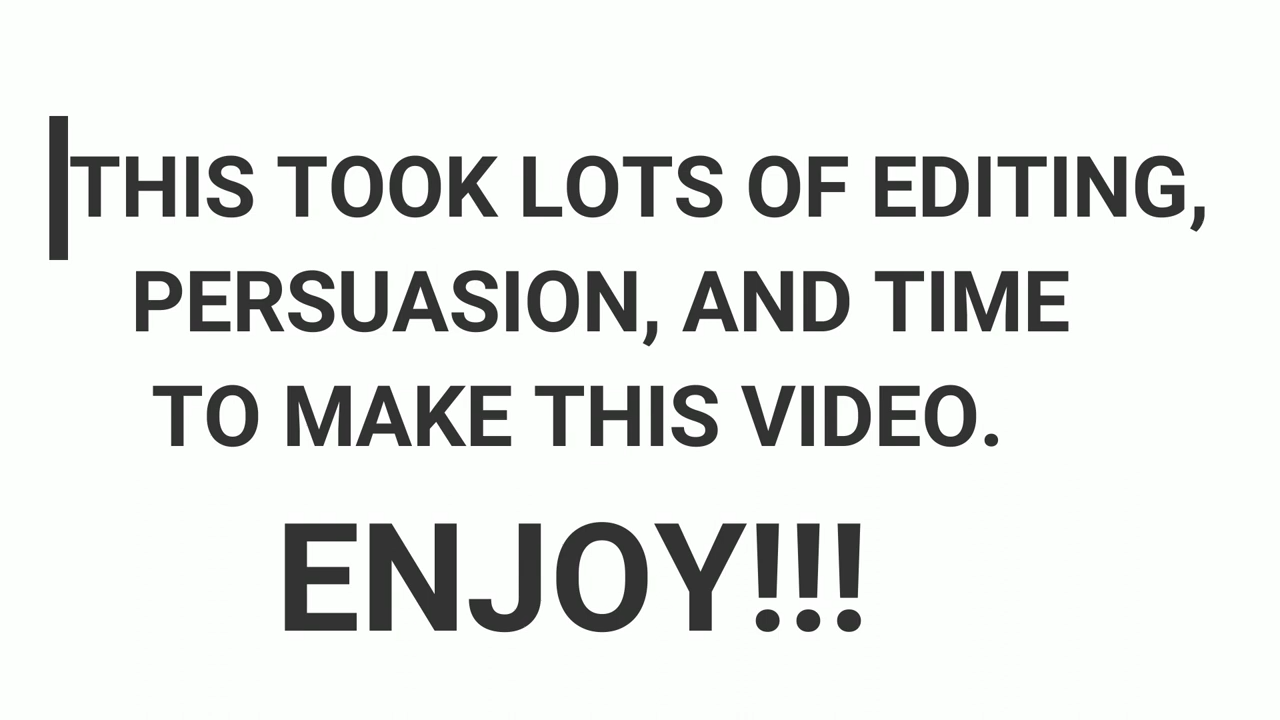 THIS TOOK LOTS OF EDITING,
PERSUASION, AND TIME
TO MAKE THIS VIDEO.
ENJOY!!!